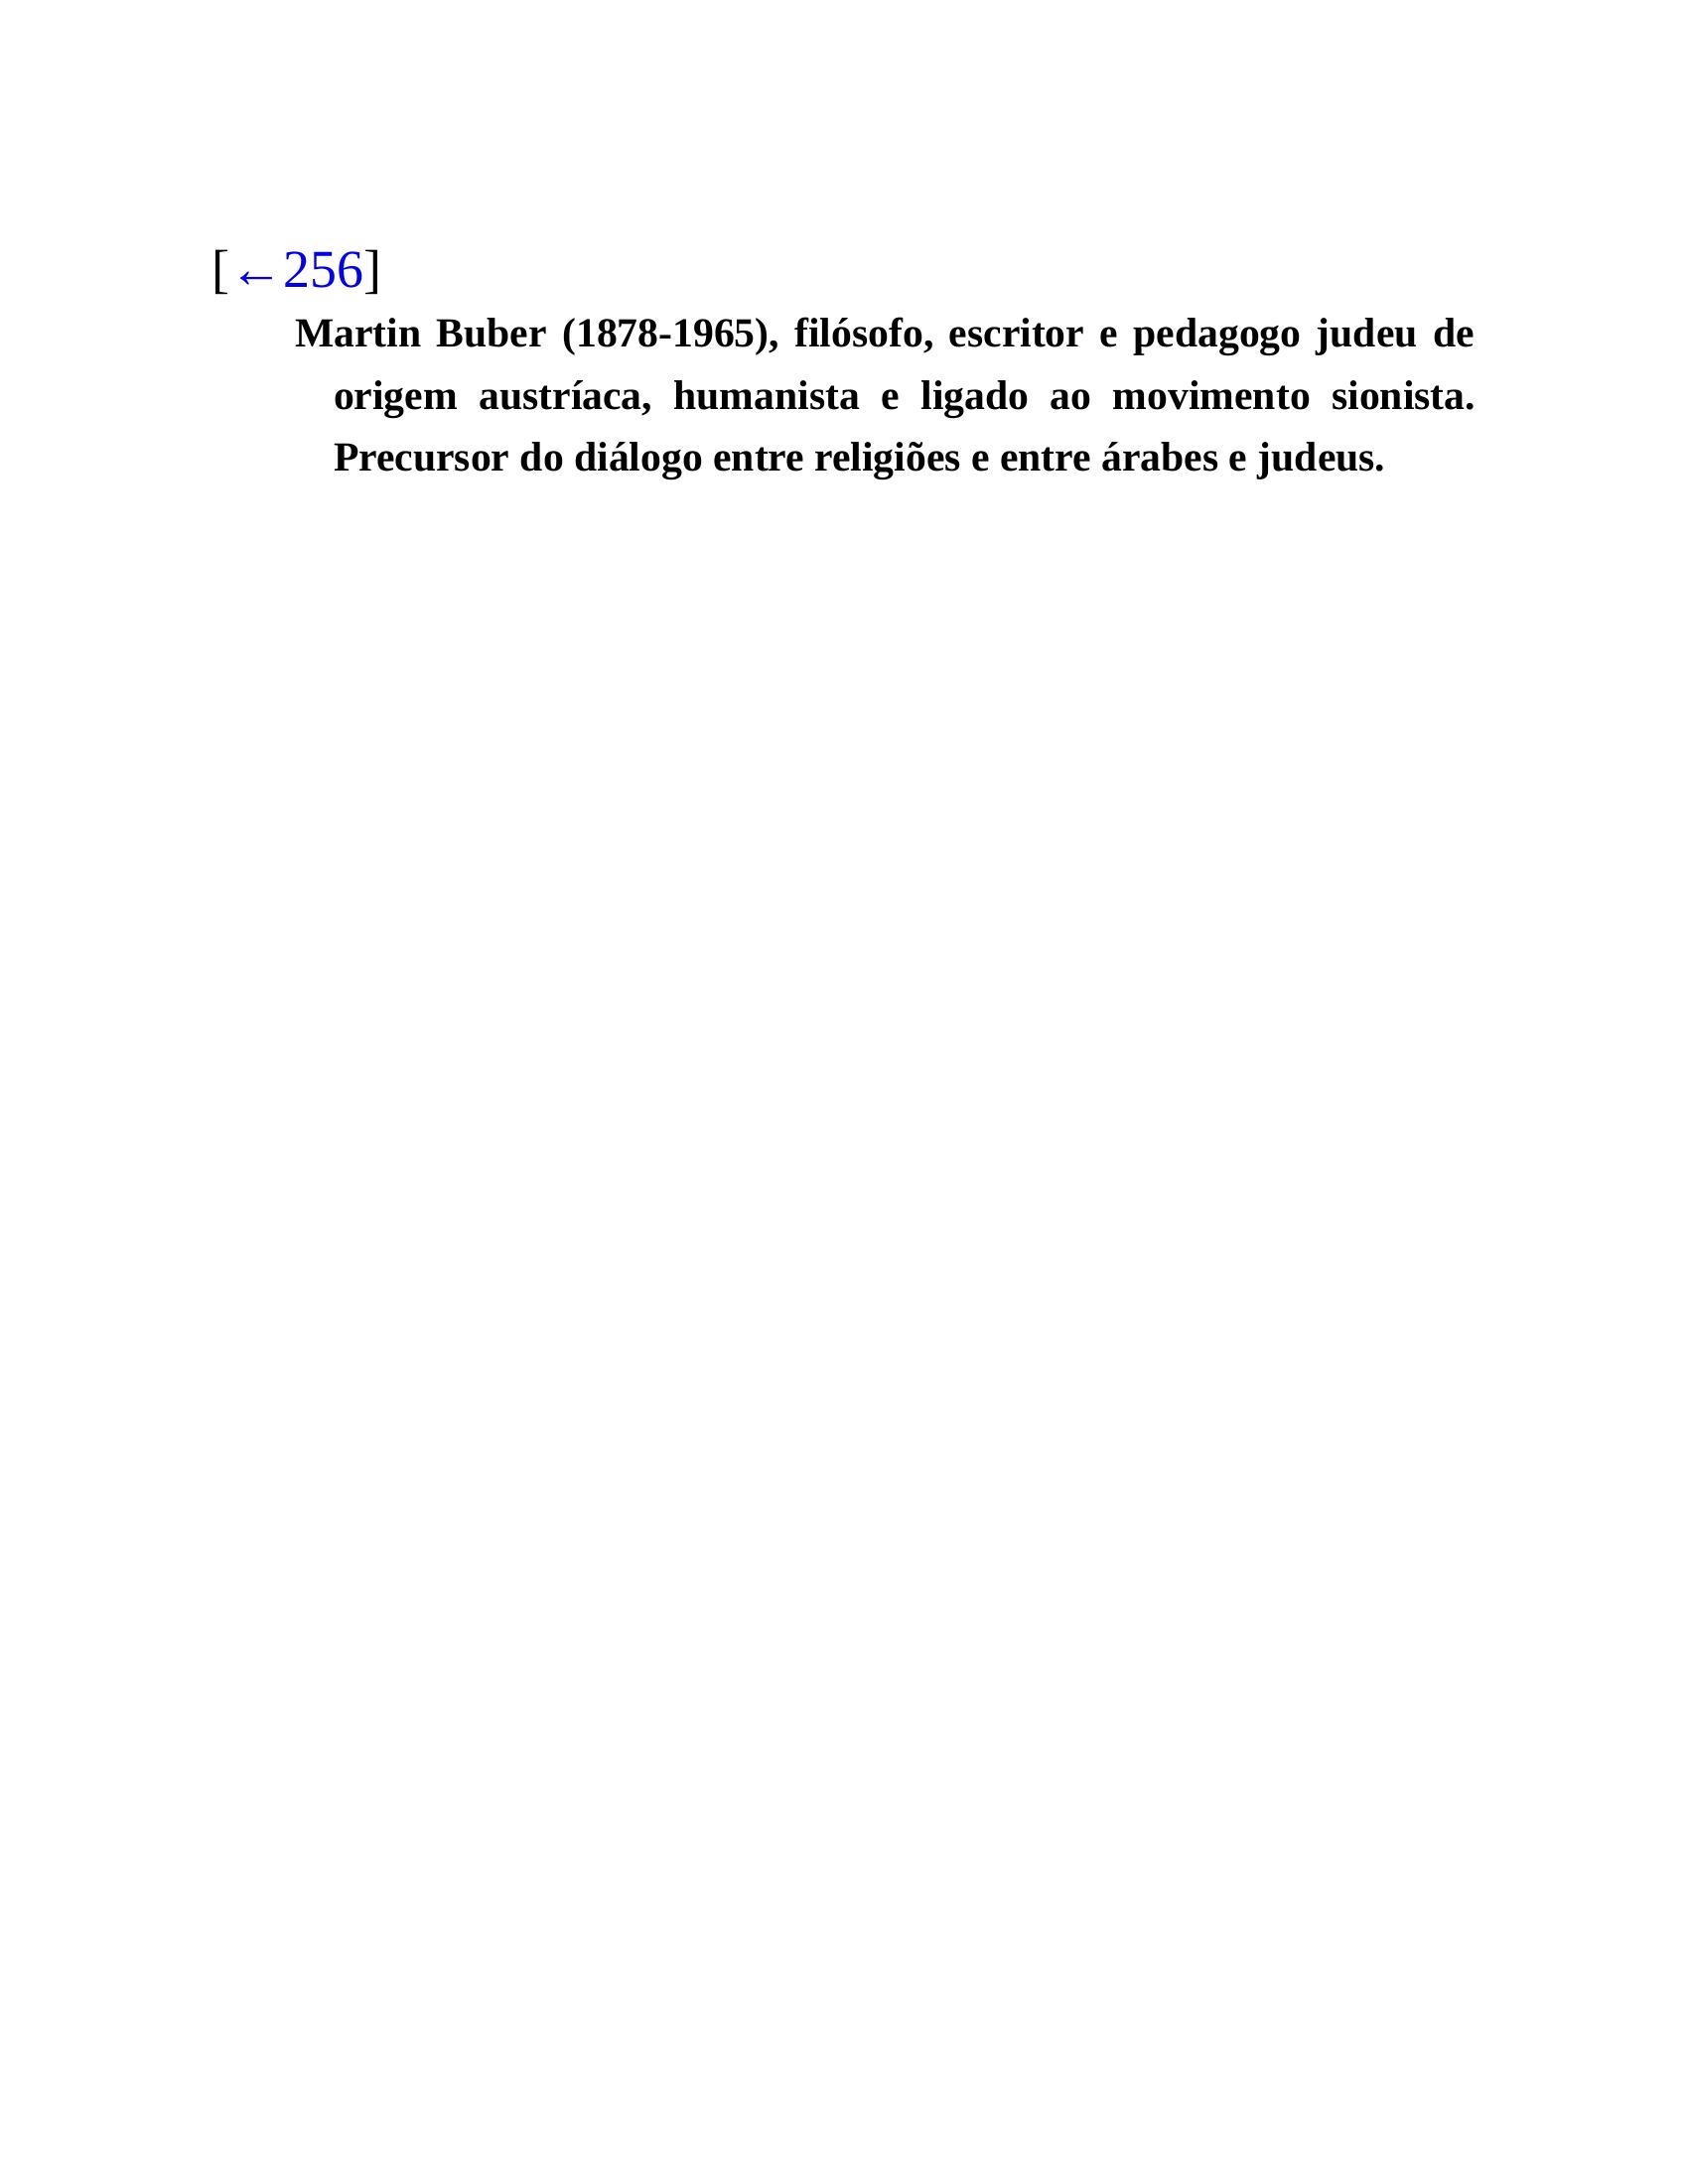 [←256]
Martin Buber (1878-1965), filósofo, escritor e pedagogo judeu de
origem austríaca, humanista e ligado ao movimento sionista.
Precursor do diálogo entre religiões e entre árabes e judeus.